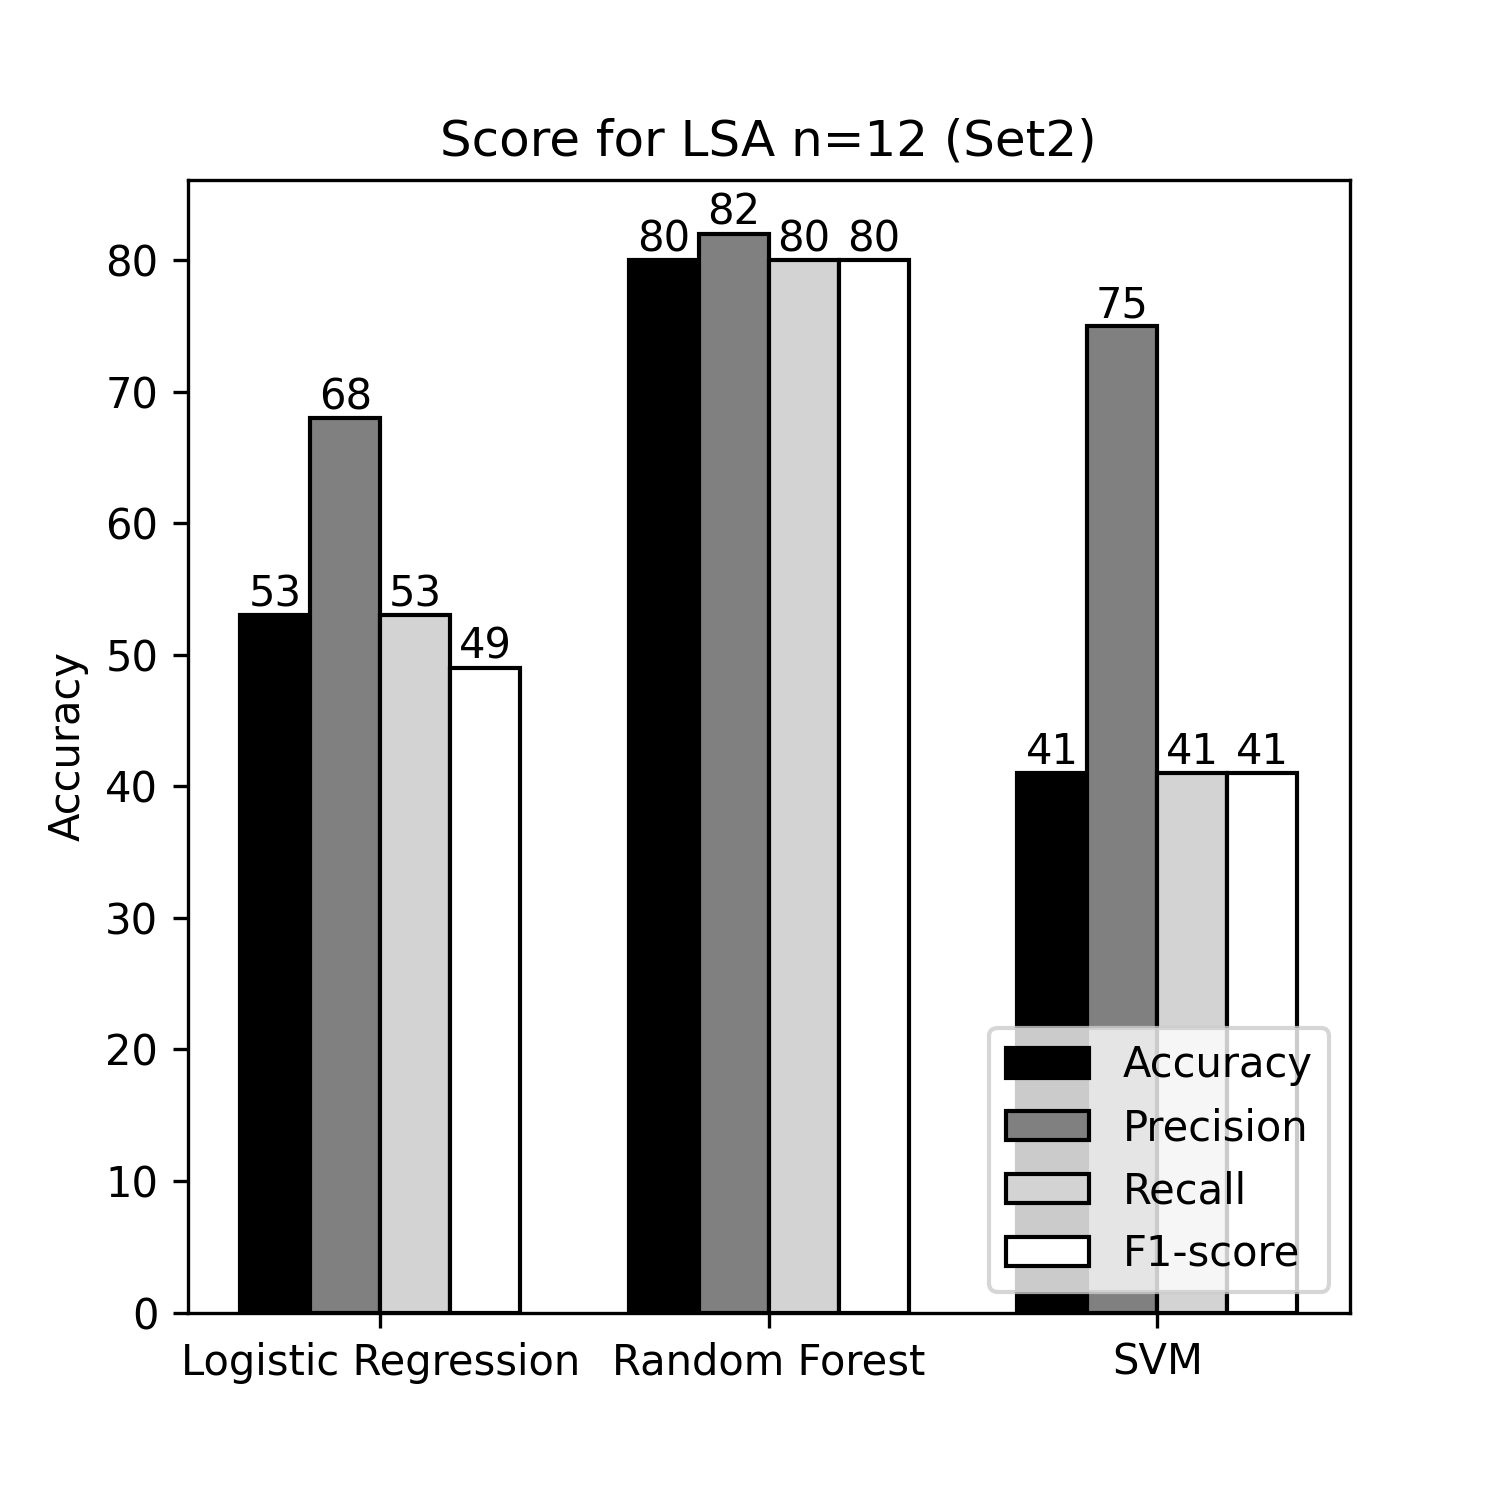 Score for LSA n=12 (Set2)
Accuracy
80
70
60
50
40
30
20
10
0
53 68 53 49
80 82 80 80
41 75 41 41
Accuracy
Precision
Recall
F1-score
Logistic Regression Random Forest SVM